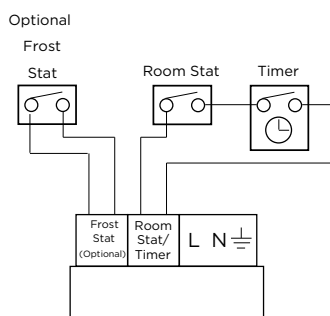 Optional
Frost
Stat
Room Stat
Timer
Frost
Stat
(Optional)
Room
Stat/
Timer
L N